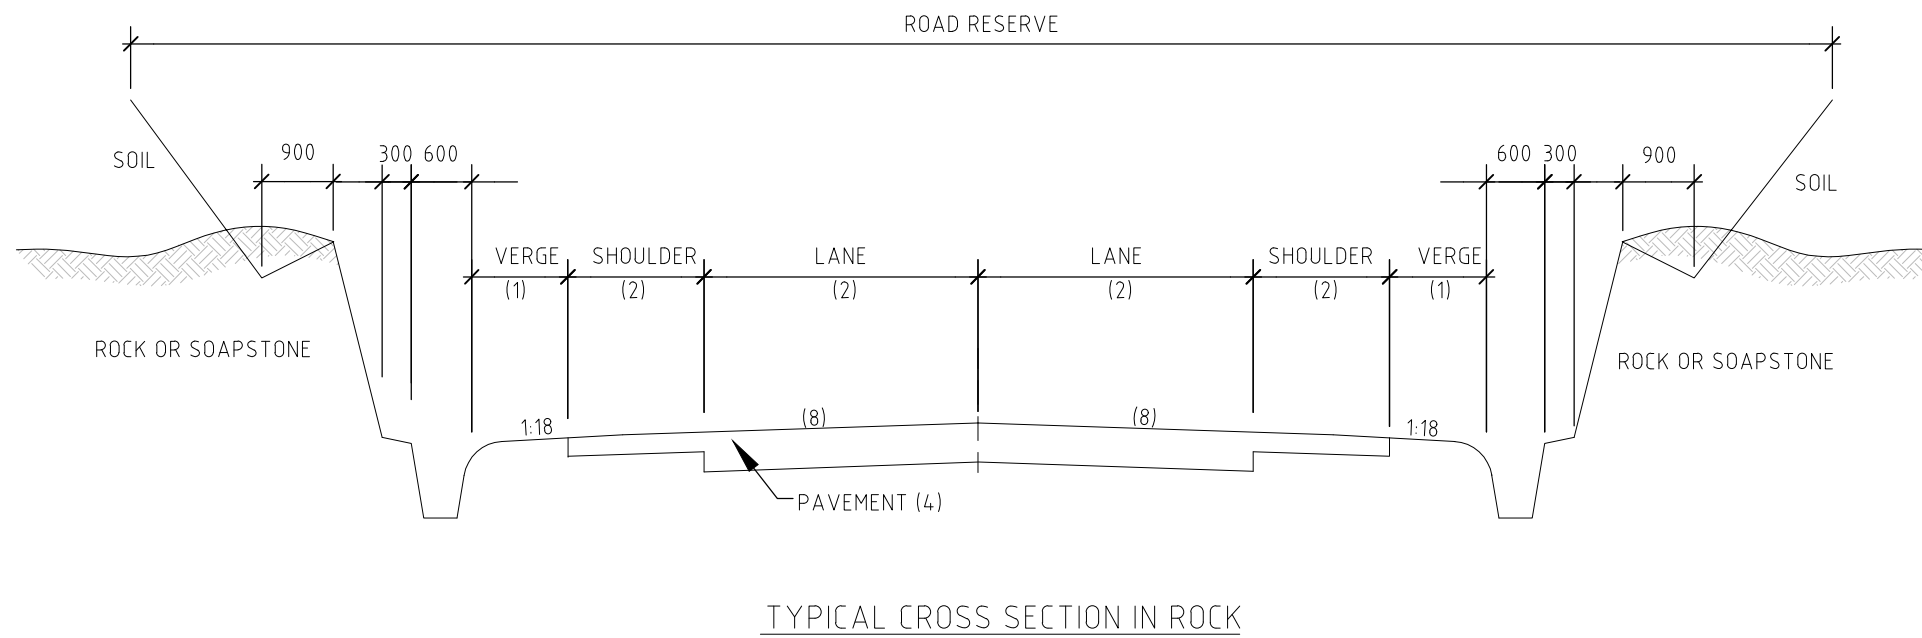 ROAD RESERVE
SOIL
900
300
600
600
300
900
SOIL
VERGE
SHOULDER
LANE
LANE
SHOULDER
VERGE
(1)
(2)
(2)
(2)
(2)
(1)
ROCK OR SOAPSTONE
ROCK OR SOAPSTONE
1:18
(8)
(8)
1:18
PAVEMENT (4)
TYPICAL CROSS SECTION IN ROCK